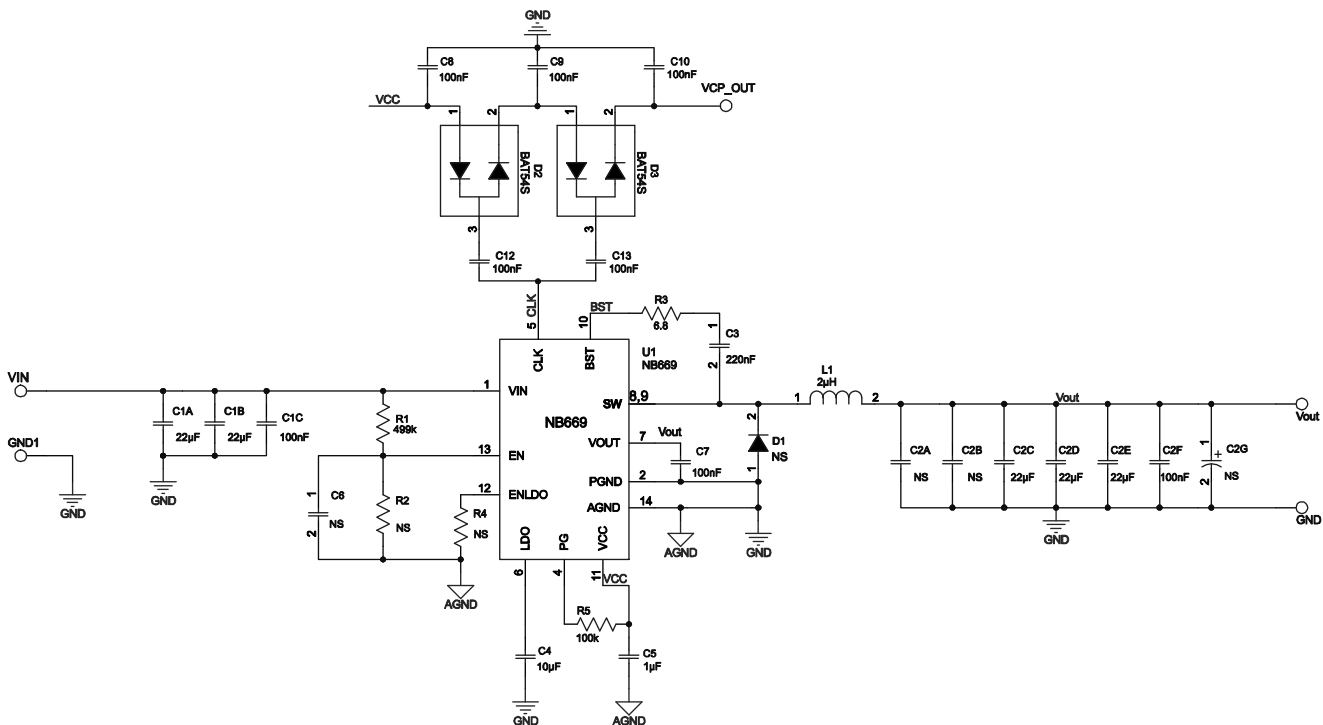 GND
C8
100nF
C9
100nF
C10
100nF
VCC
VCP_OUT
1
2
1
2
D2
BAT54S
D3
BAT54S
3
3
C12
100nF
C13
100nF
CLK
5
BST
10
R3
6.8
1
C3
220nF
2
CLK
BST
U1
NB669
VIN
1
VIN
SW
8,9
L1
2µH
1
2
Vout
Vout
C1A
22µF
C1B
22µF
C1C
100nF
R1
499k
NB669
VOUT
7
Vout
C7
100nF
2
D1
NS
1
C2A
NS
C2B
NS
C2C
22µF
C2D
22µF
C2E
22µF
C2F
100nF
1
+
C2G
NS
2
GND1
GND
GND
13
EN
PGND
2
12
ENLDO
AGND
14
1
C6
NS
2
R2
NS
R4
NS
LDO
PG
VCC
AGND
GND
GND
GND
AGND
6
4
11
VCC
R5
100k
C4
10µF
C5
1µF
GND
AGND